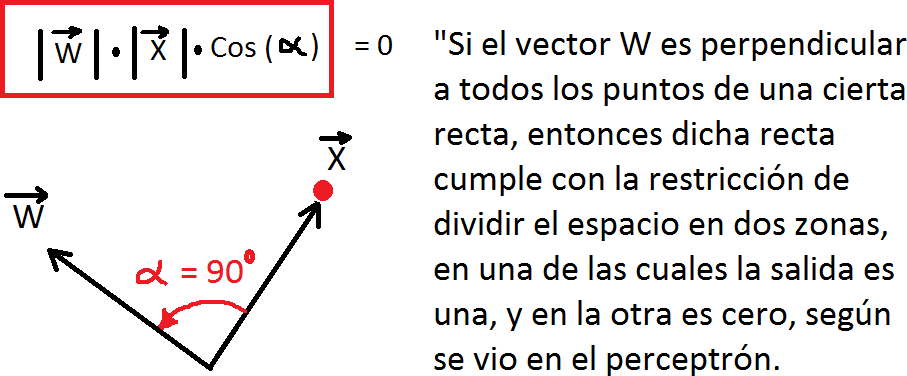 |W| • |X| • Cos (α) = 0
"Si el vector W es perpendicular
a todos los puntos de una cierta
recta, entonces dicha recta
cumple con la restricción de
dividir el espacio en dos zonas,
en una de las cuales la salida es
una, y en la otra es cero, según
se vio en el perceptrón.
X
W
α = 90°